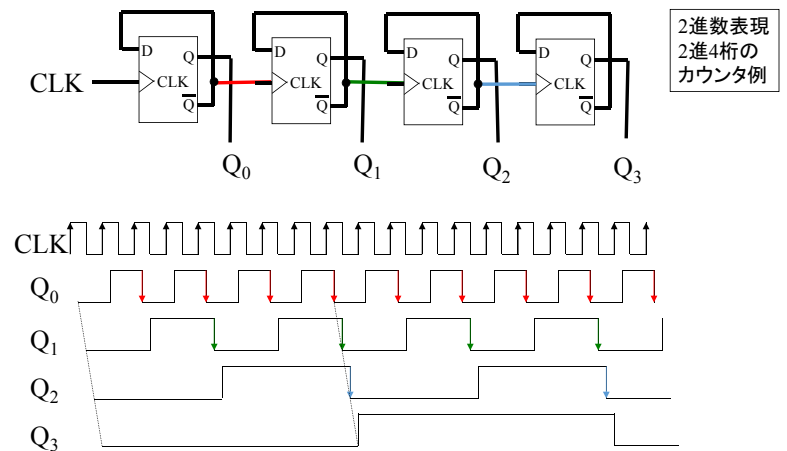 2進数表現
2進4桁の
カウンタ例
D Q D Q D Q D Q
CLK CLK CLK CLK CLK
Q Q Q Q
Q₀ Q₁ Q₂ Q₃
CLK
Q₀
Q₁
Q₂
Q₃